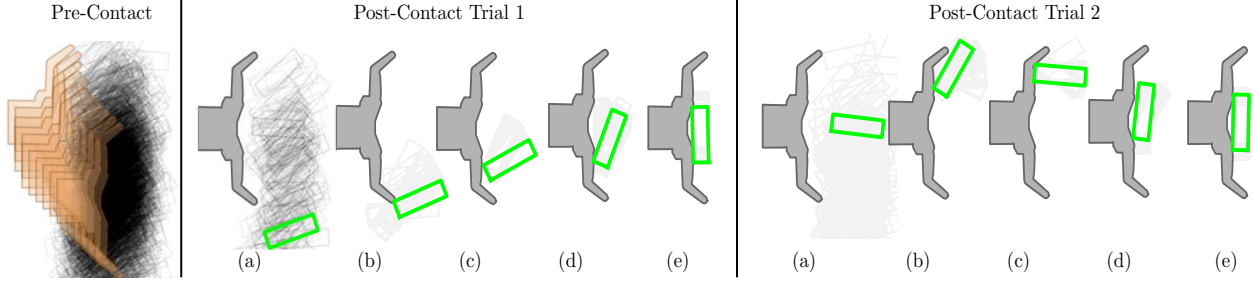 Pre-Contact
Post-Contact Trial 1
Post-Contact Trial 2
(a) (b) (c) (d) (e)
(a) (b) (c) (d) (e)